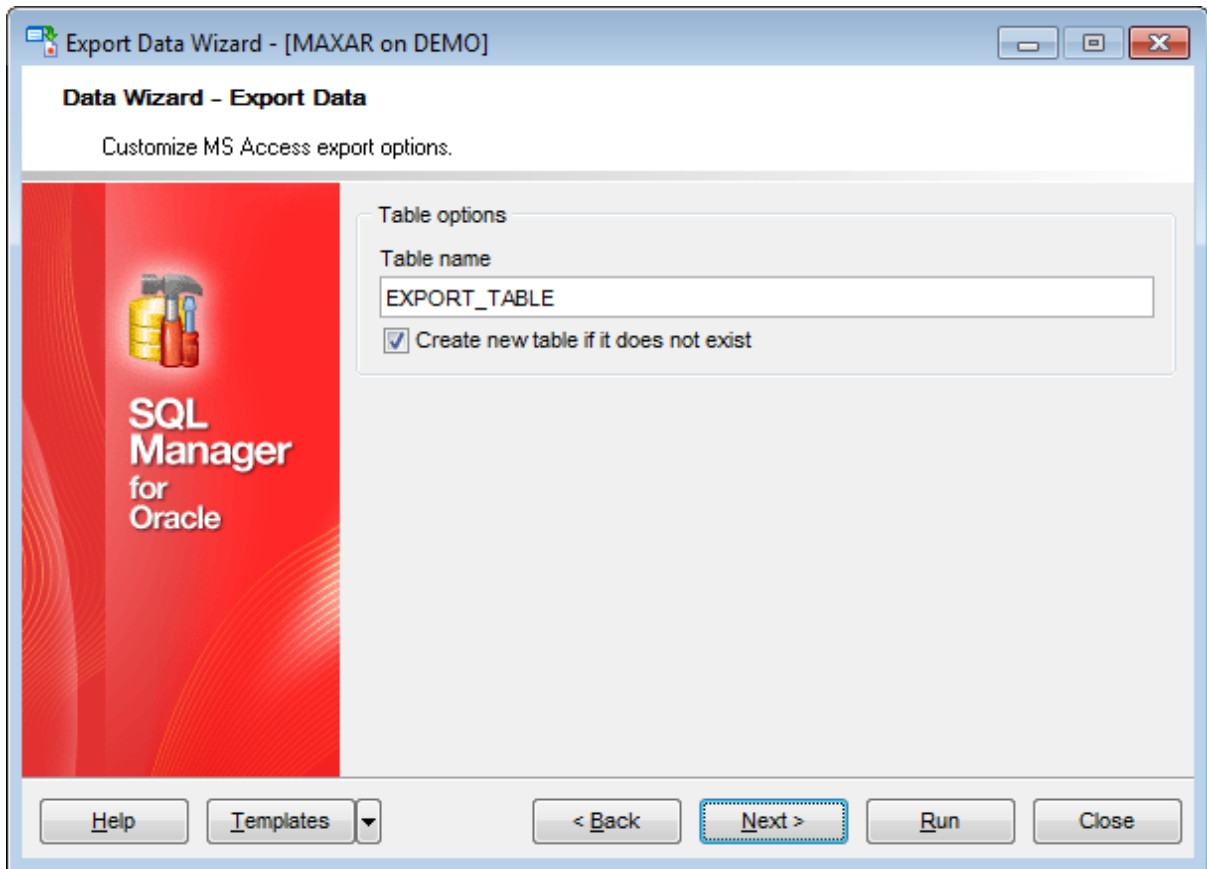 Export Data Wizard - [MAXAR on DEMO]
Data Wizard - Export Data
Customize MS Access export options.
Table options
Table name
EXPORT_TABLE
Create new table if it does not exist
SQL
Manager
for
Oracle
Help
Templates
< Back
Next >
Run
Close